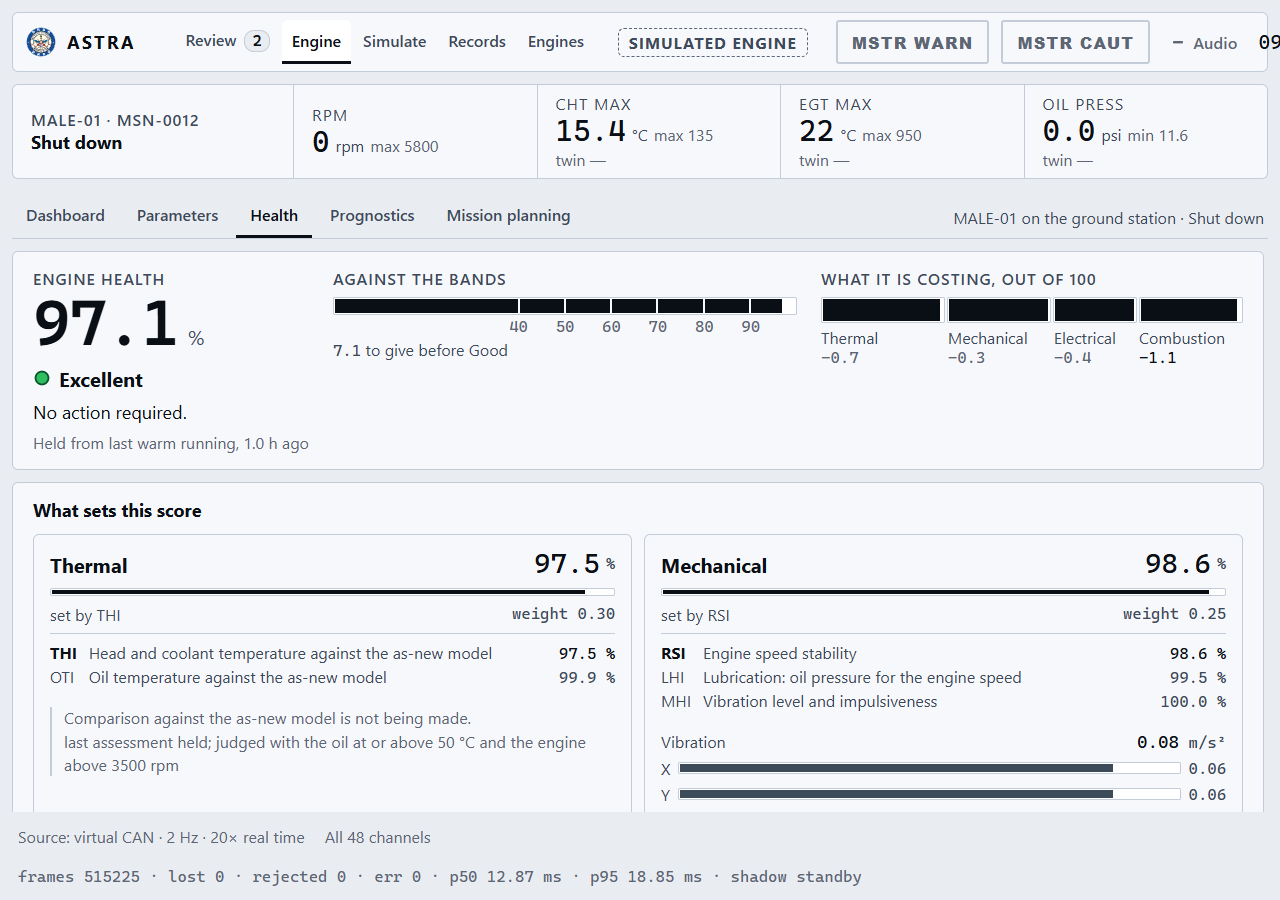 ASTRA
Review 2 Engine Simulate Records Engines SIMULATED ENGINE MSTR WARN MSTR CAUT — Audio 09
MALE-01 · MSN-0012
Shut down
RPM
0 rpm max 5800
CHT MAX
15.4 °C max 135
twin —
EGT MAX
22 °C max 950
twin —
OIL PRESS
0.0 psi min 11.6
twin —
Dashboard Parameters Health Prognostics Mission planning
MALE-01 on the ground station · Shut down
ENGINE HEALTH
97.1 %
Excellent
No action required.
Held from last warm running, 1.0 h ago
AGAINST THE BANDS
40 50 60 70 80 90
7.1 to give before Good
WHAT IT IS COSTING, OUT OF 100
Thermal Mechanical Electrical Combustion
−0.7 −0.3 −0.4 −1.1
What sets this score
Thermal 97.5 %
set by THI weight 0.30
THI Head and coolant temperature against the as-new model 97.5 %
OTI Oil temperature against the as-new model 99.9 %
Comparison against the as-new model is not being made.
last assessment held; judged with the oil at or above 50 °C and the engine
above 3500 rpm
Mechanical 98.6 %
set by RSI weight 0.25
RSI Engine speed stability 98.6 %
LHI Lubrication: oil pressure for the engine speed 99.5 %
MHI Vibration level and impulsiveness 100.0 %
Vibration 0.08 m/s²
X 0.06
Y 0.06
Source: virtual CAN · 2 Hz · 20× real time All 48 channels
frames 515225 · lost 0 · rejected 0 · err 0 · p50 12.87 ms · p95 18.85 ms · shadow standby